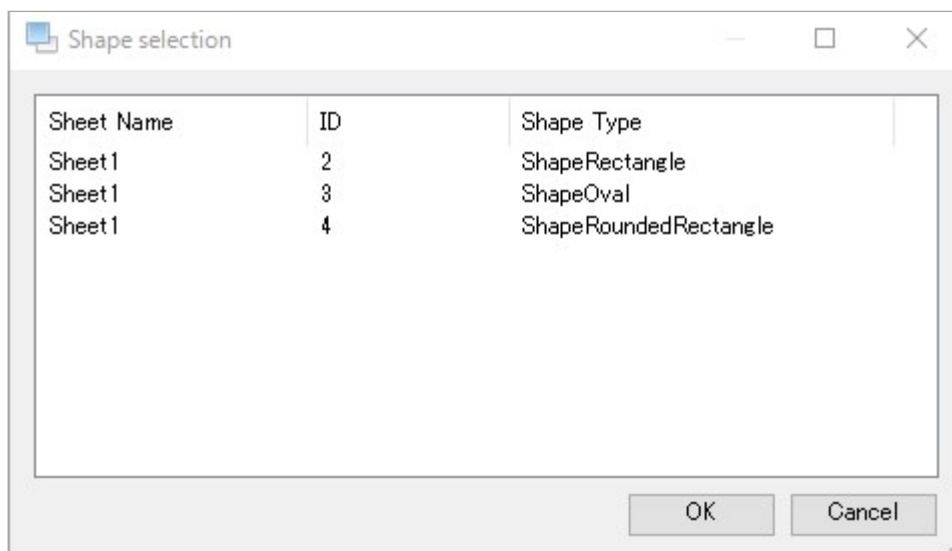 Shape selection
Sheet Name ID Shape Type
Sheet1 2 ShapeRectangle
Sheet1 3 ShapeOval
Sheet1 4 ShapeRoundedRectangle
OK Cancel